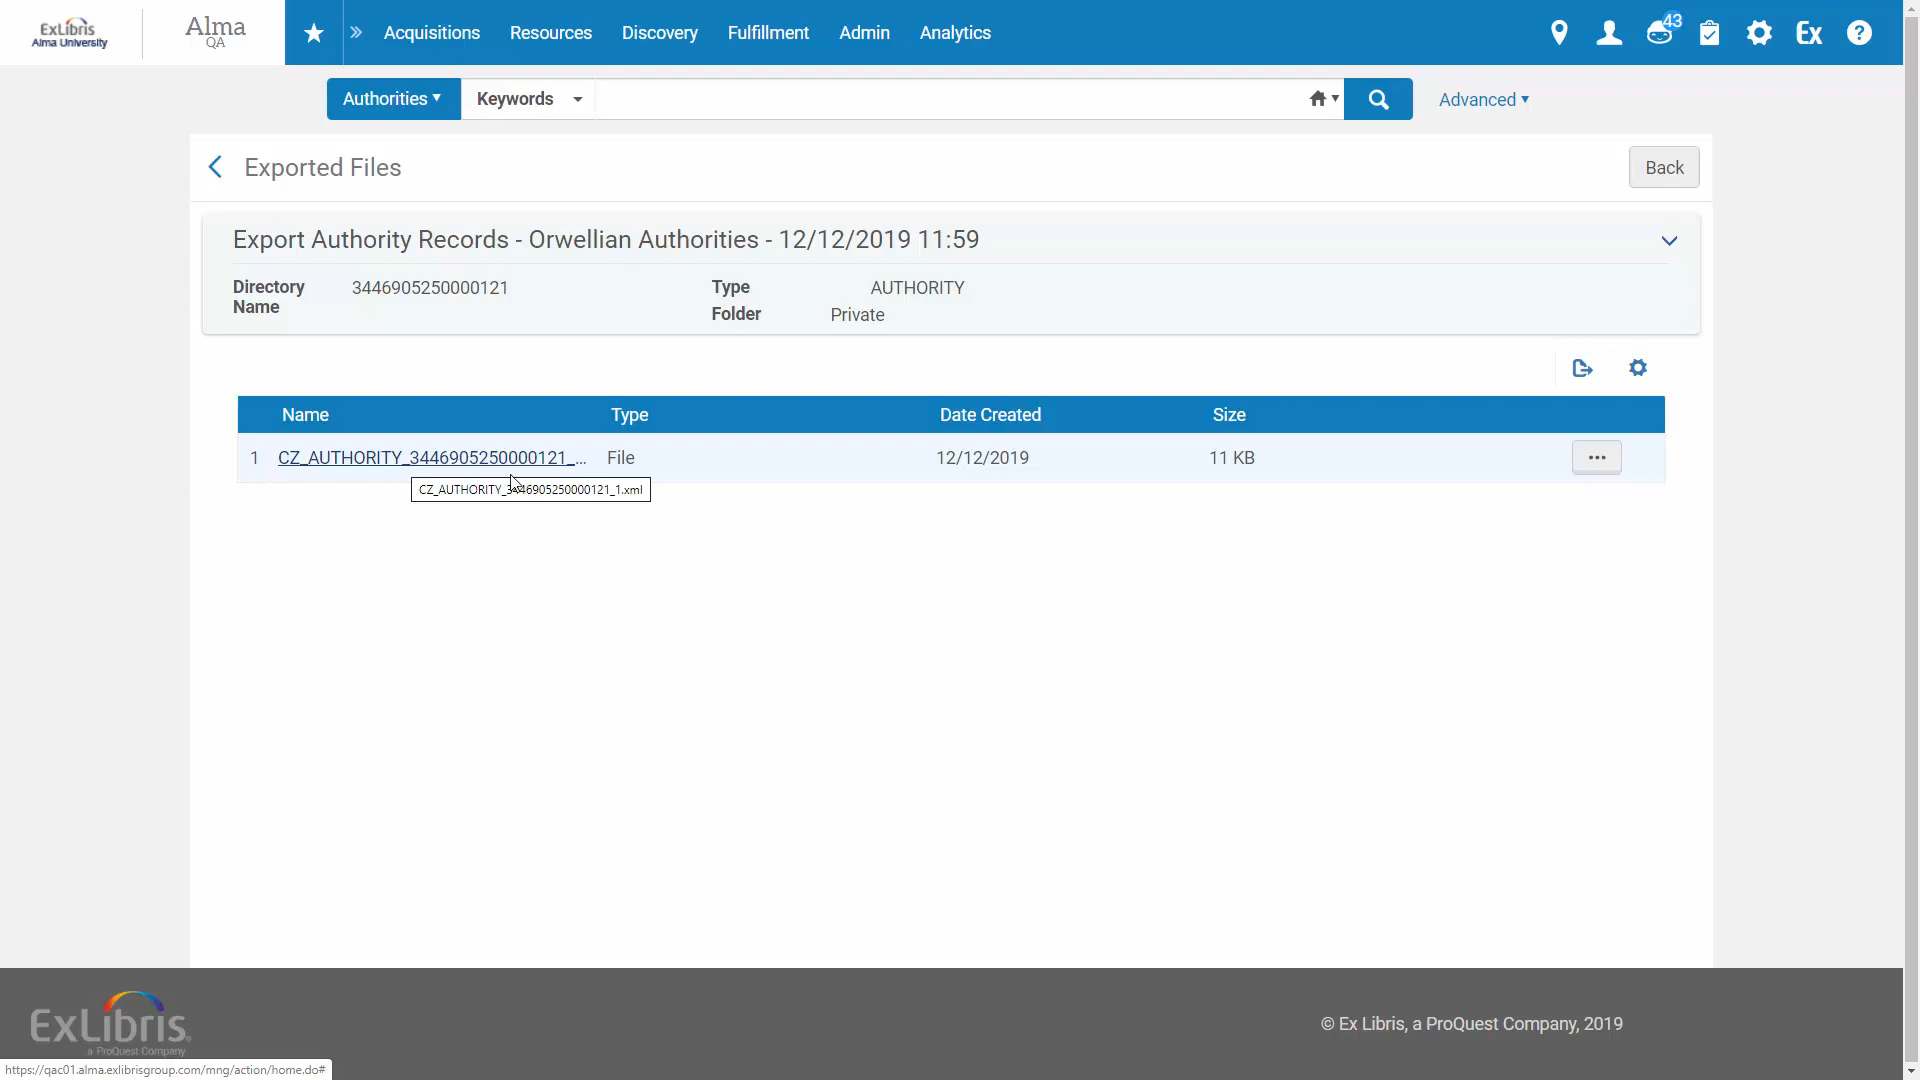 ExLibris
Alma University
Alma
QA
Acquisitions
Resources
Discovery
Fulfillment
Admin
Analytics
43
Ex
?
Authorities
Keywords
Advanced
Exported Files
Back
Export Authority Records - Orwellian Authorities - 12/12/2019 11:59
Directory Name
3446905250000121
Type
AUTHORITY
Folder
Private
Name
Type
Date Created
Size
1
CZ_AUTHORITY_3446905250000121_...
File
12/12/2019
11 KB
CZ_AUTHORITY_3446905250000121_1.xml
ExLibris
a ProQuest Company
© Ex Libris, a ProQuest Company, 2019
https://qac01.alma.exlibrisgroup.com/mng/action/home.do#